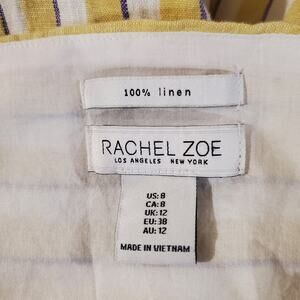 100% linen
RACHEL ZOE
LOS ANGELES NEW YORK
US: 8
CA: 8
UK: 12
EU: 38
AU: 12
MADE IN VIETNAM